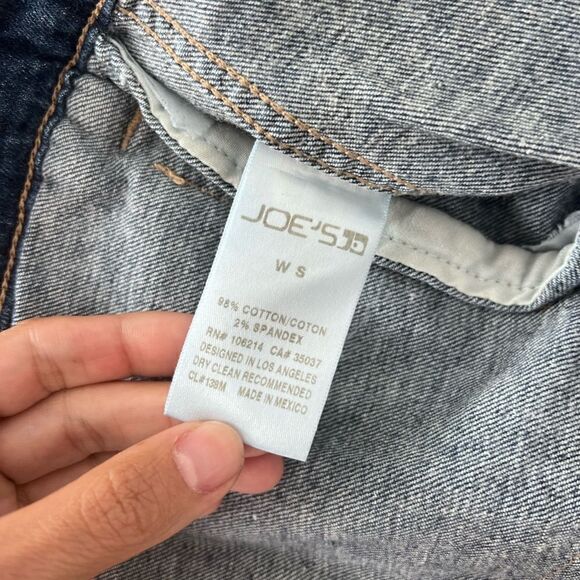 JOE'S
W S
98% COTTON/COTON
2% SPANDEX
RN# 106214 CA# 35037
DESIGNED IN LOS ANGELES
DRY CLEAN RECOMMENDED
CL#139M MADE IN MEXICO